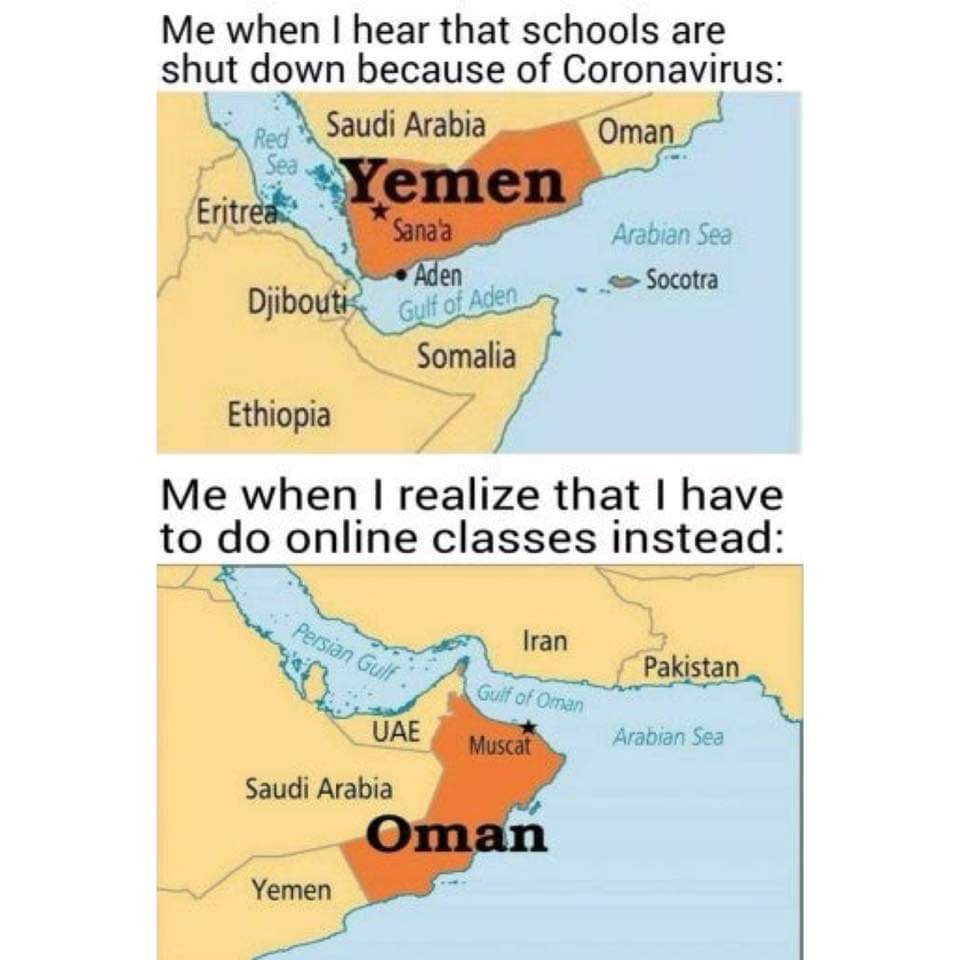 Me when I hear that schools are
shut down because of Coronavirus:
Saudi Arabia
Oman
Red
Sea
Yemen
Eritrea
Sana'a
Arabian Sea
Aden
Socotra
Djibouti
Gulf of Aden
Somalia
Ethiopia
Me when I realize that I have
to do online classes instead:
Persian Gulf
Iran
Pakistan
Gulf of Oman
UAE
Muscat
Arabian Sea
Saudi Arabia
Oman
Yemen